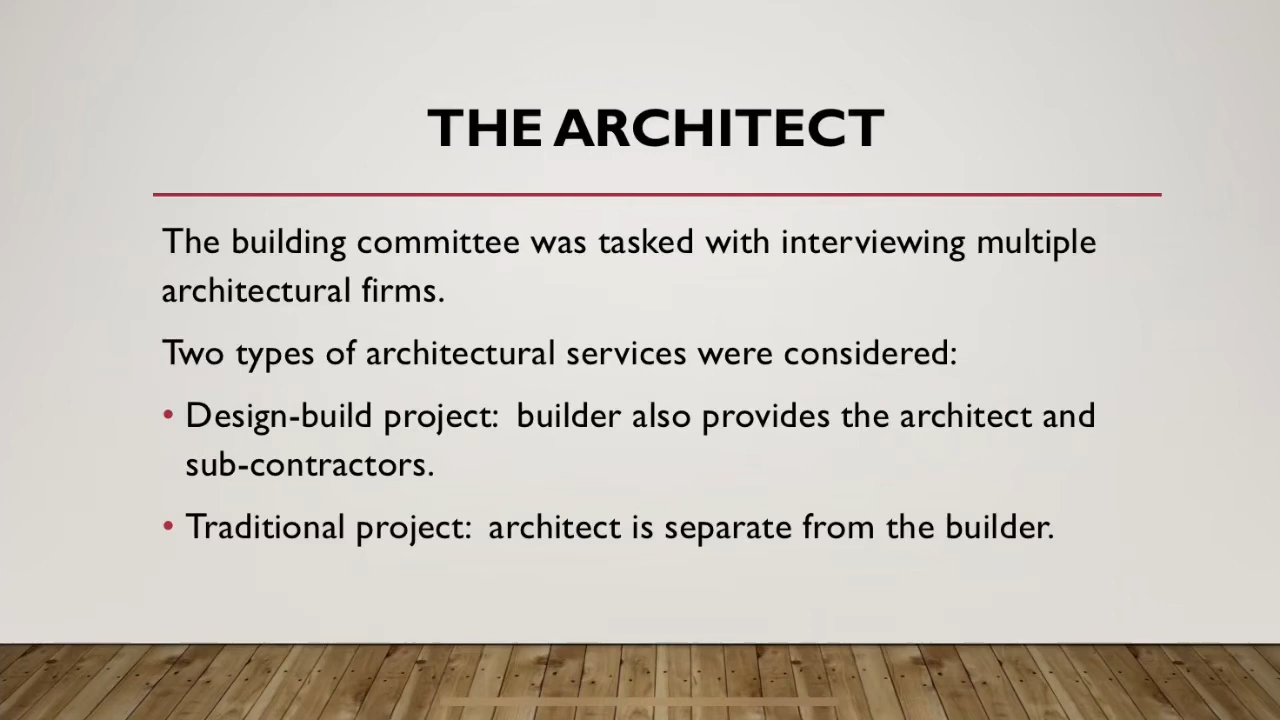 THE ARCHITECT
The building committee was tasked with interviewing multiple
architectural firms.
Two types of architectural services were considered:
• Design-build project:  builder also provides the architect and
sub-contractors.
• Traditional project:  architect is separate from the builder.